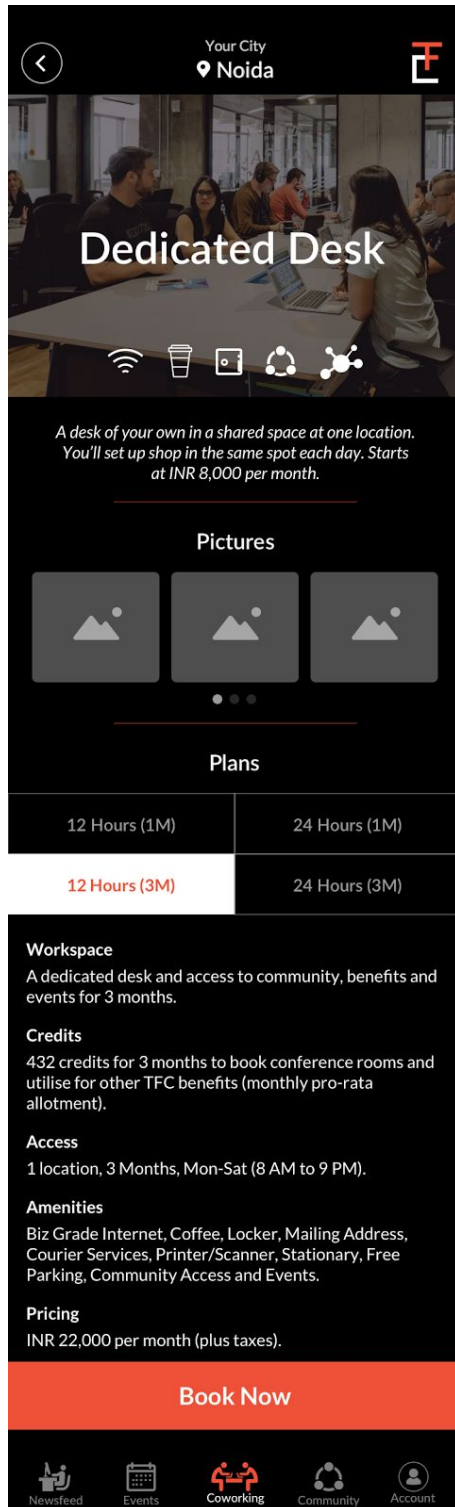 Your City
Noida
Dedicated Desk
A desk of your own in a shared space at one location.
You'll set up shop in the same spot each day. Starts
at INR 8,000 per month.
Pictures
Plans
12 Hours (1M)
24 Hours (1M)
12 Hours (3M)
24 Hours (3M)
Workspace
A dedicated desk and access to community, benefits and
events for 3 months.
Credits
432 credits for 3 months to book conference rooms and
utilise for other TFC benefits (monthly pro-rata
allotment).
Access
1 location, 3 Months, Mon-Sat (8 AM to 9 PM).
Amenities
Biz Grade Internet, Coffee, Locker, Mailing Address,
Courier Services, Printer/Scanner, Stationary, Free
Parking, Community Access and Events.
Pricing
INR 22,000 per month (plus taxes).
Book Now
Newsfeed
Events
Coworking
Community
Account